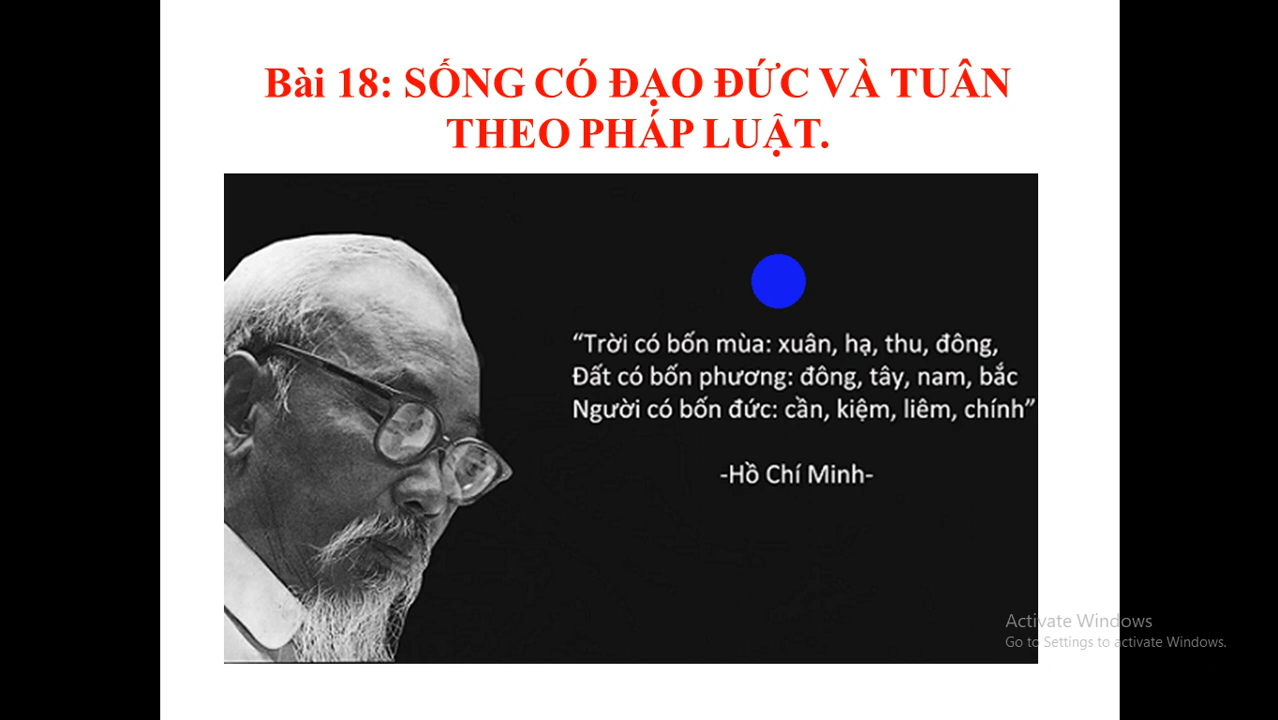 Bài 18: SỐNG CÓ ĐẠO ĐỨC VÀ TUÂN
THEO PHÁP LUẬT.
“Trời có bốn mùa: xuân, hạ, thu, đông,
Đất có bốn phương: đông, tây, nam, bắc
Người có bốn đức: cần, kiệm, liêm, chính”
-Hồ Chí Minh-
Activate Windows
Go to Settings to activate Windows.